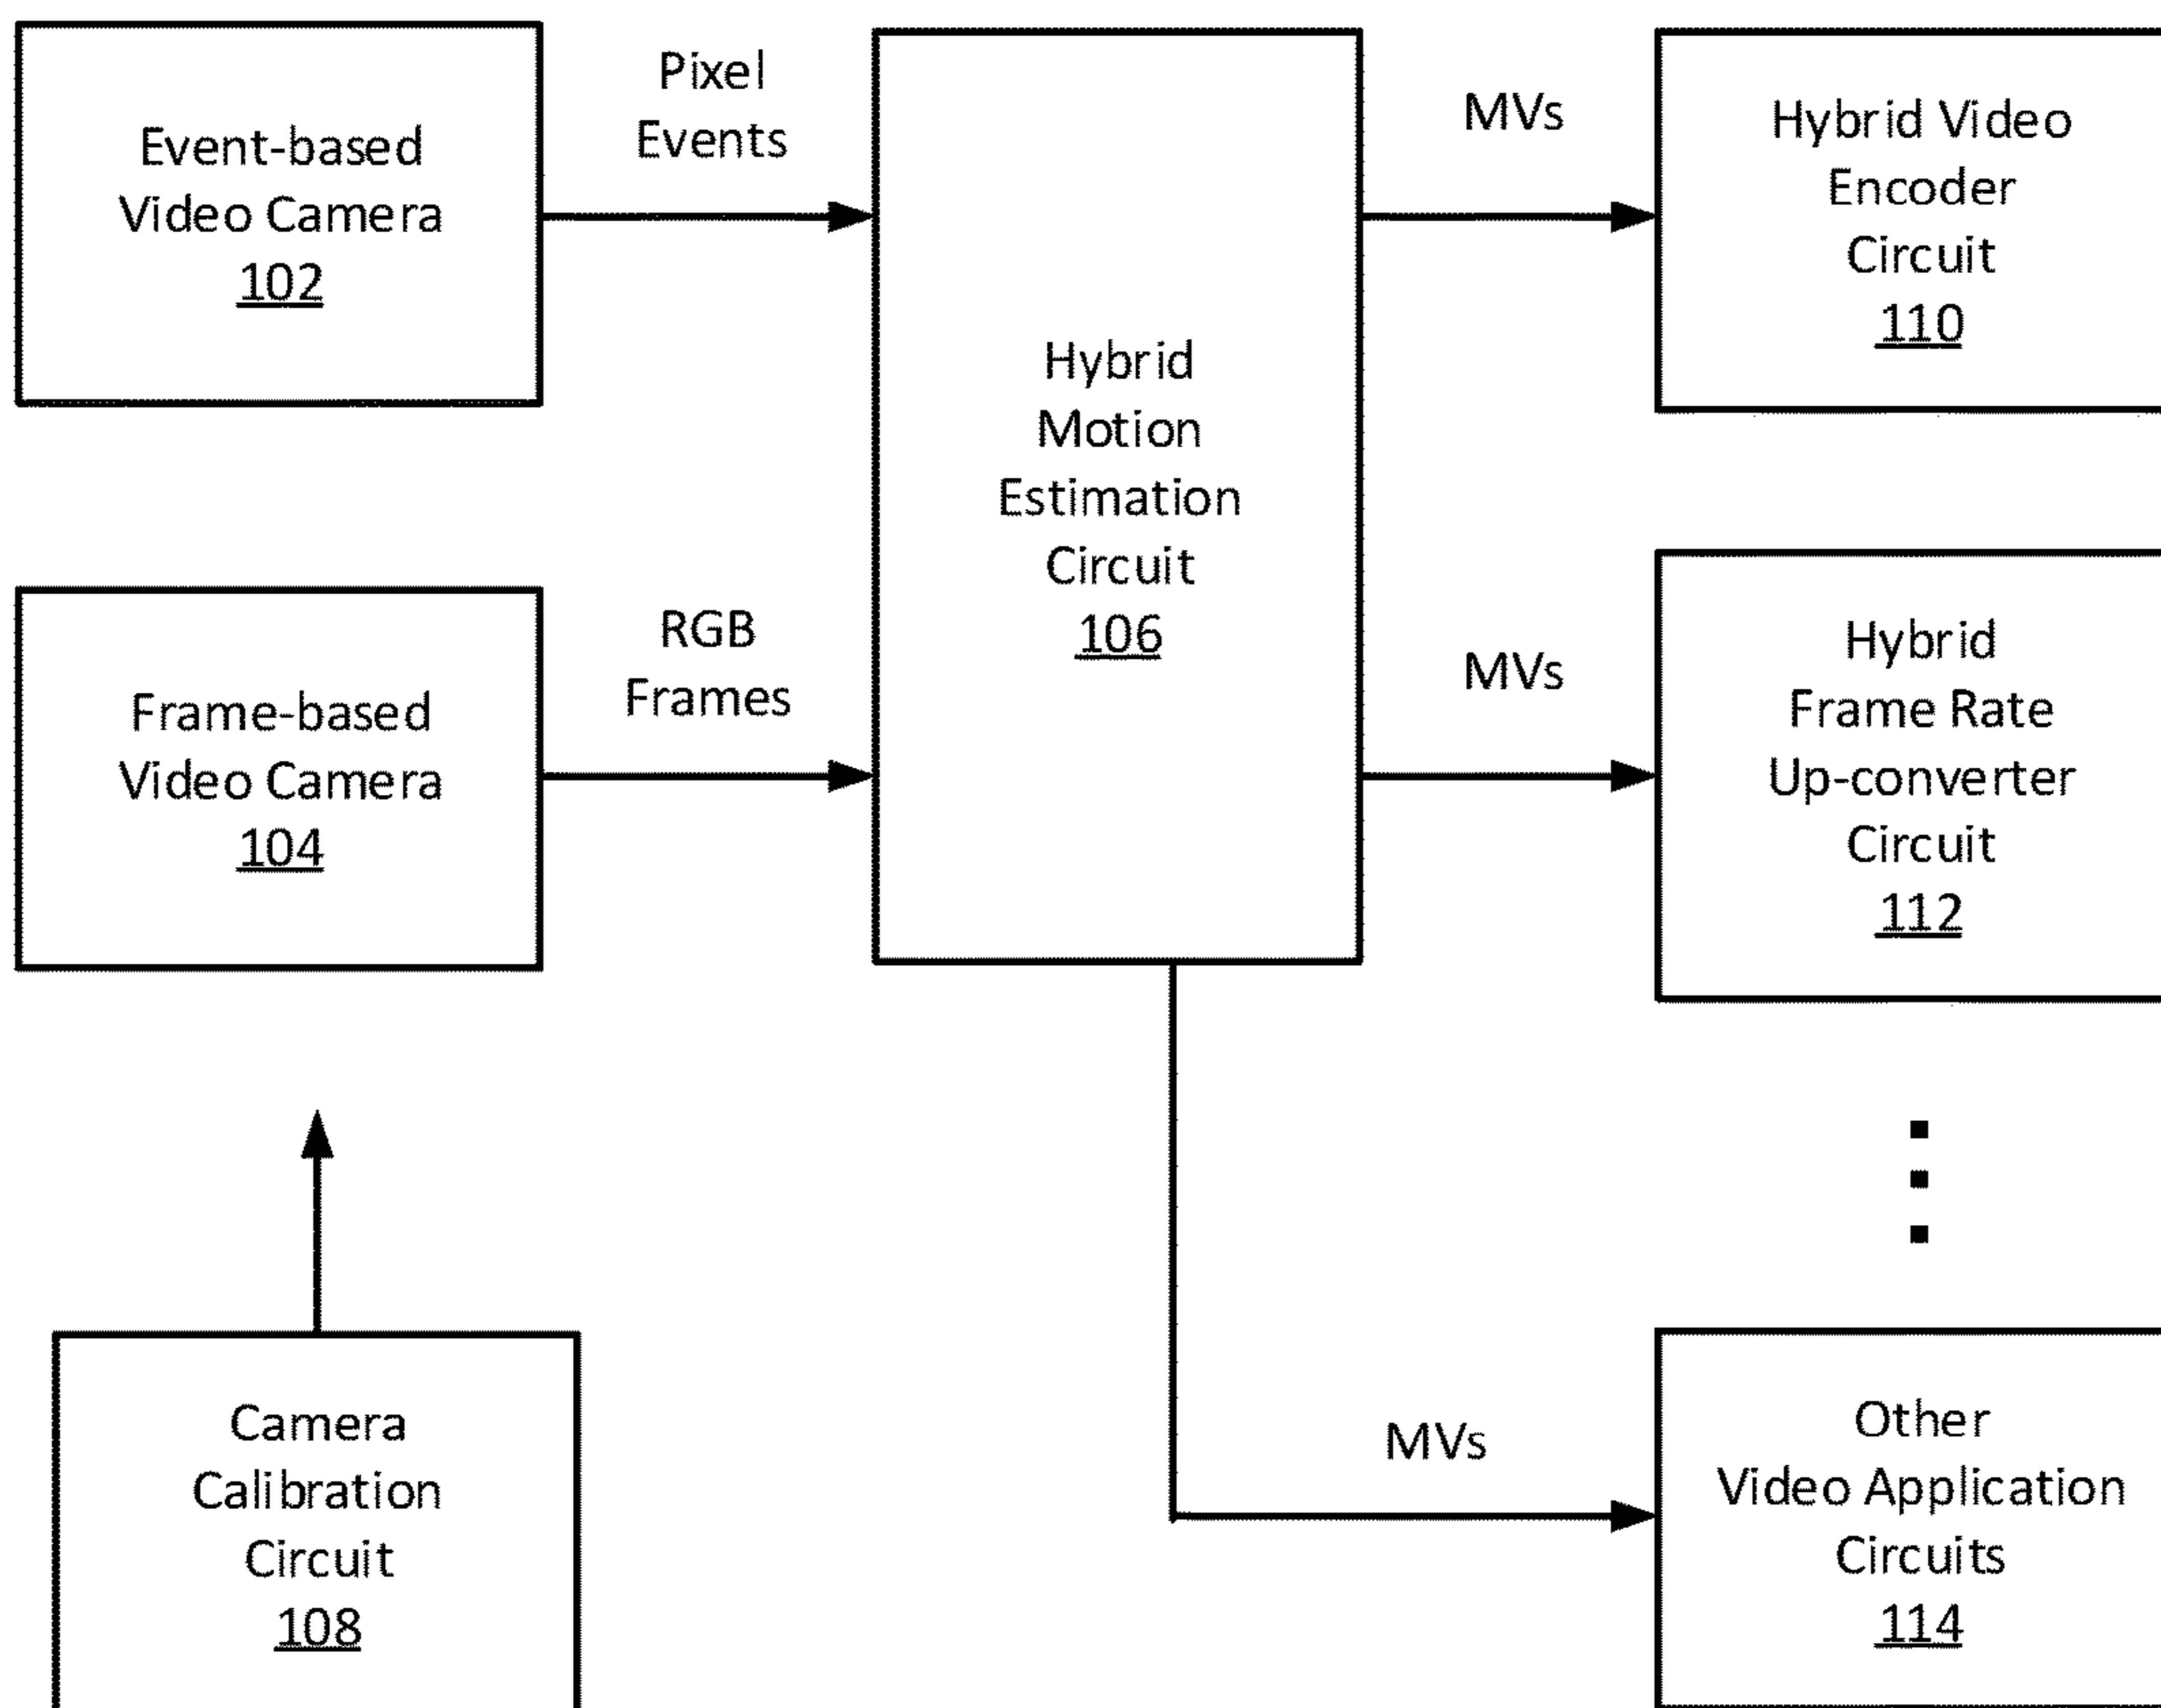 Event-based
Video Camera
102
Pixel
Events
Hybrid
Motion
Estimation
Circuit
106
MVs
Hybrid Video
Encoder
Circuit
110
Frame-based
Video Camera
104
RGB
Frames
MVs
Hybrid
Frame Rate
Up-converter
Circuit
112
Camera
Calibration
Circuit
108
MVs
Other
Video Application
Circuits
114